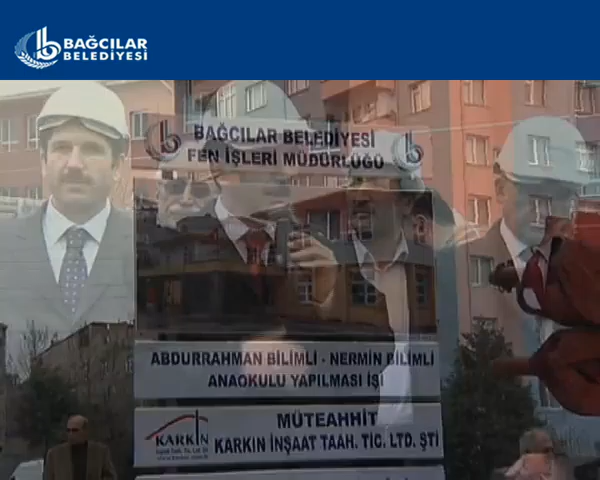 BAĞCILAR
BELEDİYESİ
BAĞCILAR BELEDİYESİ
FEN İŞLERİ MÜDÜRLÜĞÜ
ABDURRAHMAN BİLİMLİ - NERMİN BİLİMLİ
ANAOKULU YAPILMASI İŞİ
KARKIN
MÜTEAHHİT
KARKIN İNŞAAT TAAH. TİC. LTD. ŞTİ